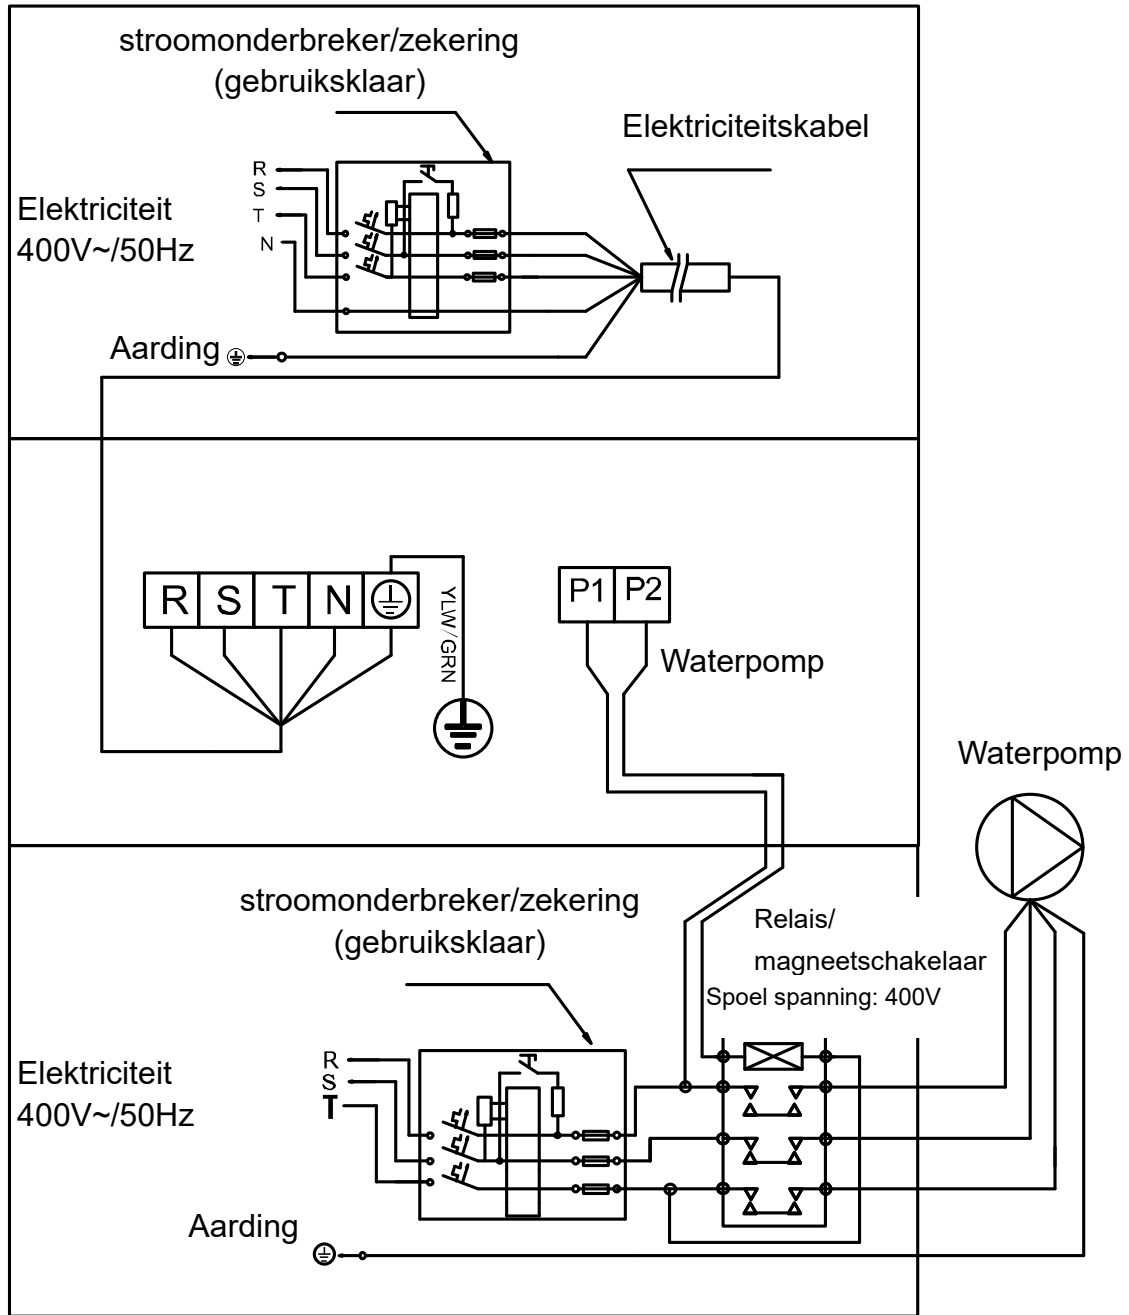 stroomonderbreker/zekering
(gebruiksklaar)
Elektriciteitskabel
R
S
T
N
Elektriciteit
400V~/50Hz
Aarding
R S T N
YLW/GRN
P1 P2
Waterpomp
Waterpomp
stroomonderbreker/zekering
(gebruiksklaar)
Relais/
magneetschakelaar
Spoel spanning: 400V
R
S
T
Elektriciteit
400V~/50Hz
Aarding